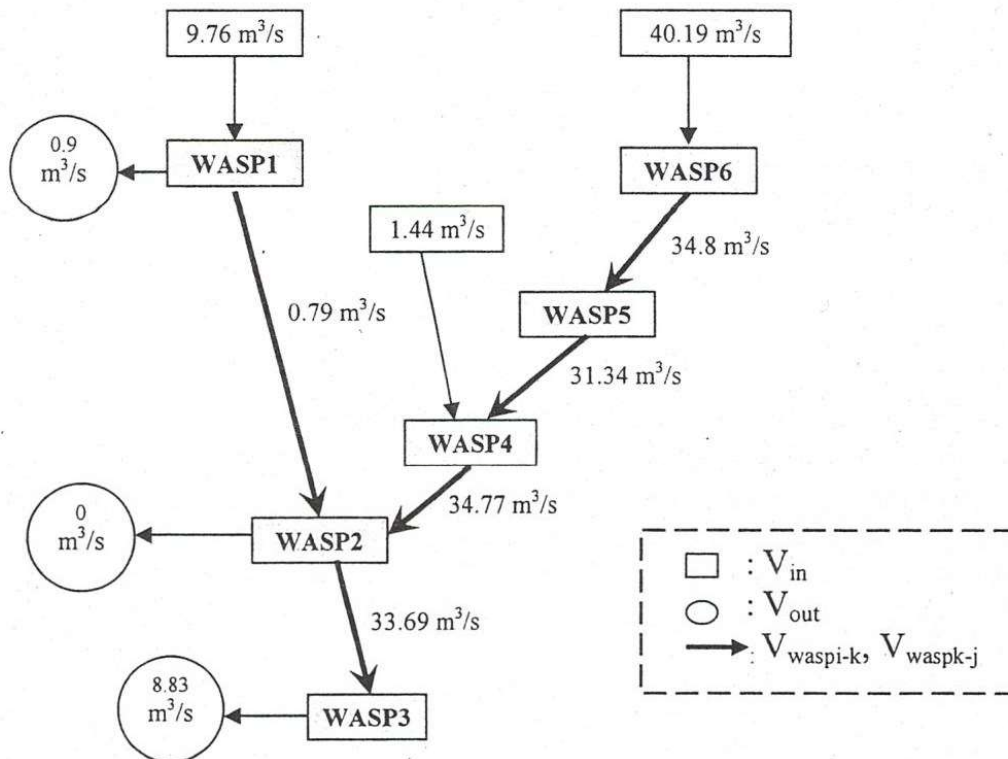 9.76 m³/s
40.19 m³/s
0.9
m³/s
WASP1
WASP6
1.44 m³/s
34.8 m³/s
WASP5
0.79 m³/s
31.34 m³/s
WASP4
34.77 m³/s
0
m³/s
WASP2
: V_in
: V_out
: V_waspi-k, V_waspk-j
33.69 m³/s
8.83
m³/s
WASP3